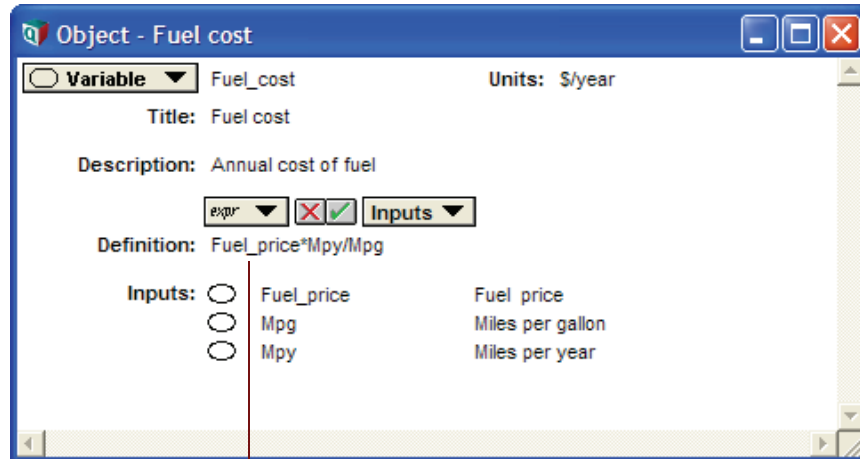 Object - Fuel cost
Variable Fuel_cost Units: $/year
Title: Fuel cost
Description: Annual cost of fuel
expr Inputs
Definition: Fuel_price*Mpy/Mpg
Inputs: Fuel_price Fuel price
Mpg Miles per gallon
Mpy Miles per year